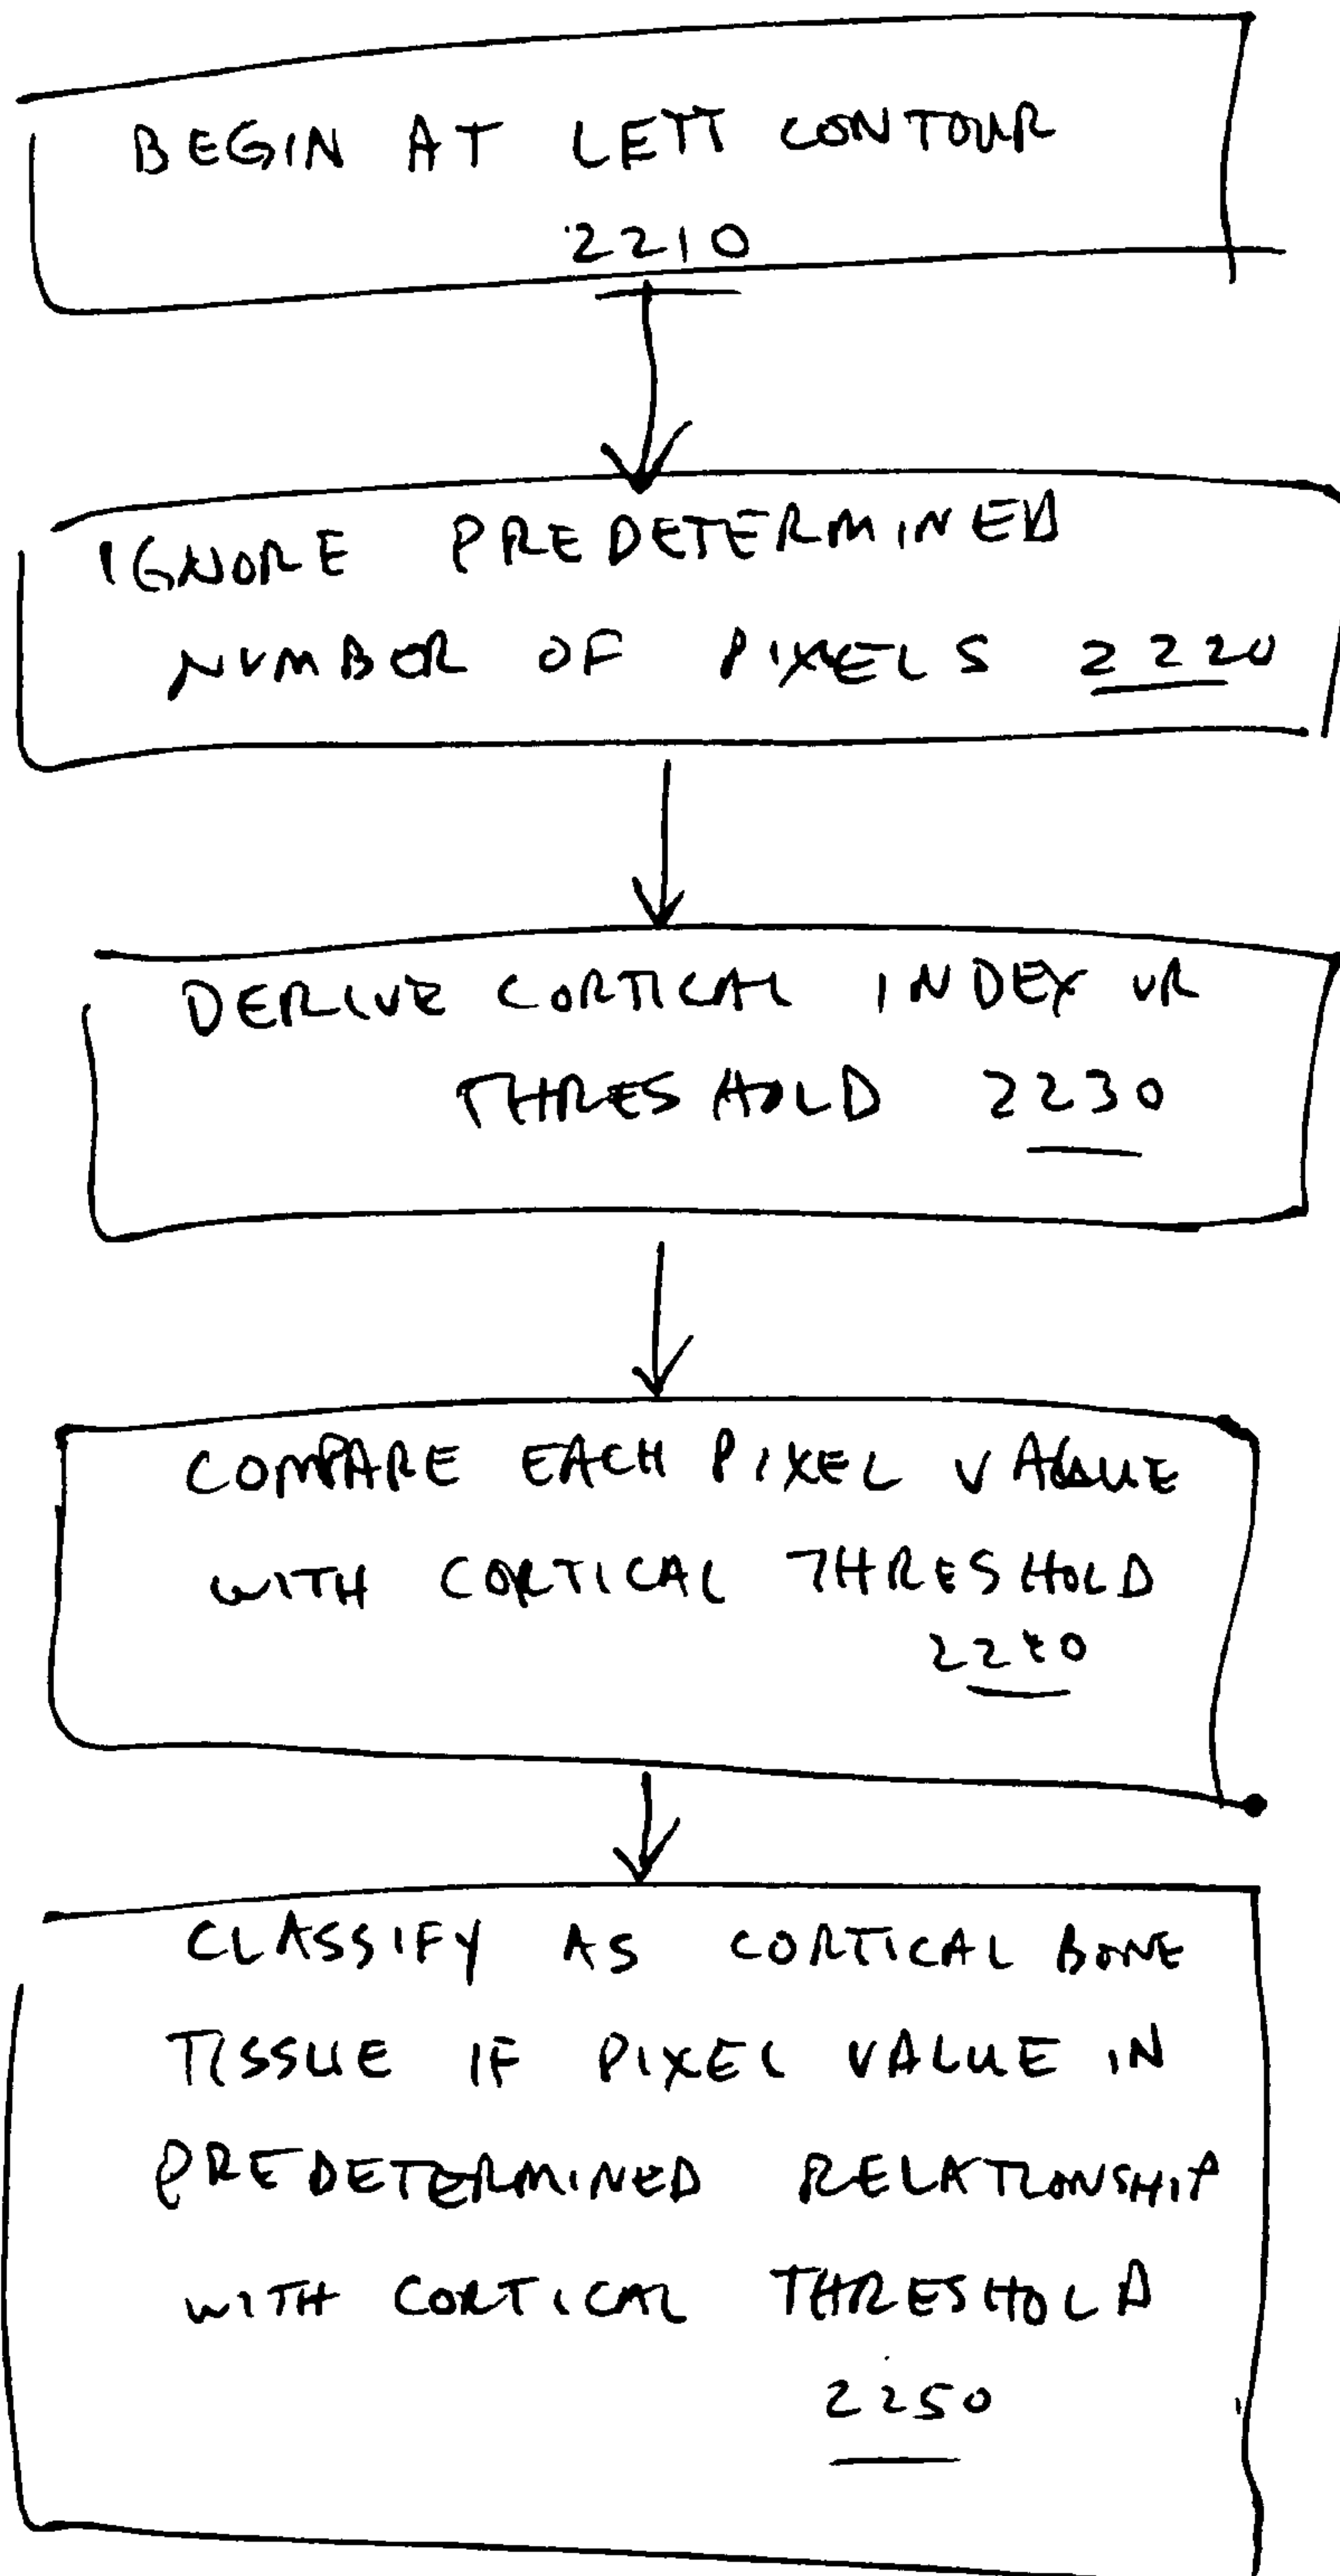 BEGIN AT LEFT CONTOUR
2210
IGNORE PREDETERMINED
NUMBER OF PIXELS 2220
DERIVE CORTICAL INDEX OR
THRESHOLD 2230
COMPARE EACH PIXEL VALUE
WITH CORTICAL THRESHOLD
2240
CLASSIFY AS CORTICAL BONE
TISSUE IF PIXEL VALUE IN
PREDETERMINED RELATIONSHIP
WITH CORTICAL THRESHOLD
2250